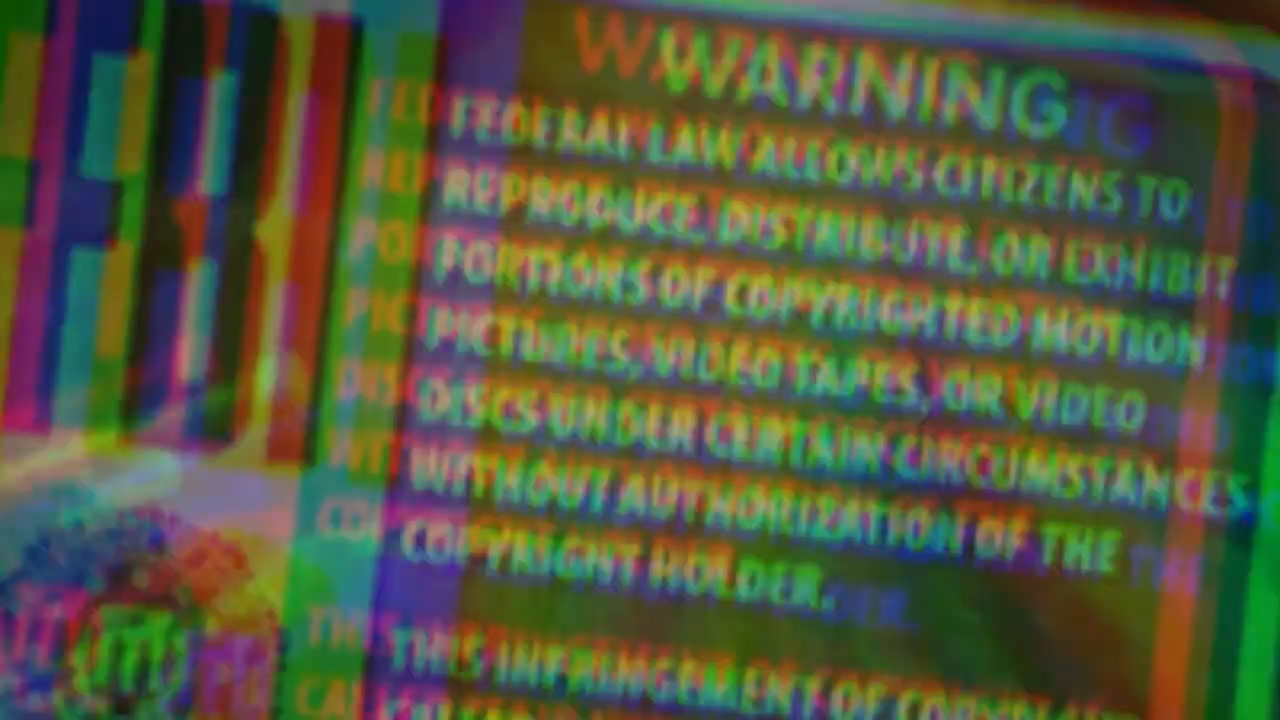 FBI
WARNING
FEDERAL LAW ALLOWS CITIZENS TO
REPRODUCE, DISTRIBUTE, OR EXHIBIT
PORTIONS OF COPYRIGHTED MOTION
PICTURES, VIDEO TAPES, OR VIDEO
DISCS UNDER CERTAIN CIRCUMSTANCES
WITHOUT AUTHORIZATION OF THE
COPYRIGHT HOLDER.
THIS INFRINGEMENT OF